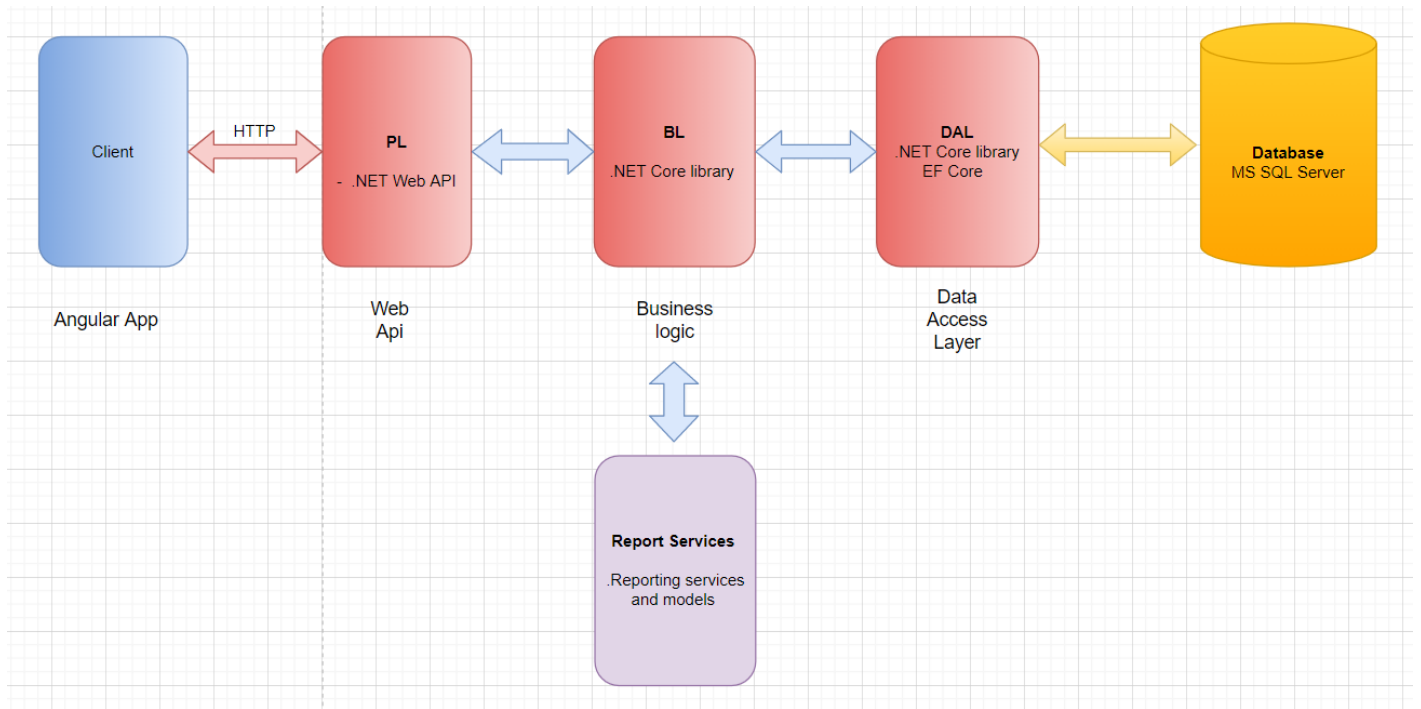 Client
HTTP
PL
- .NET Web API
BL
.NET Core library
DAL
.NET Core library
EF Core
Database
MS SQL Server
Angular App
Web
Api
Business
logic
Data
Access
Layer
Report Services
.Reporting services
and models